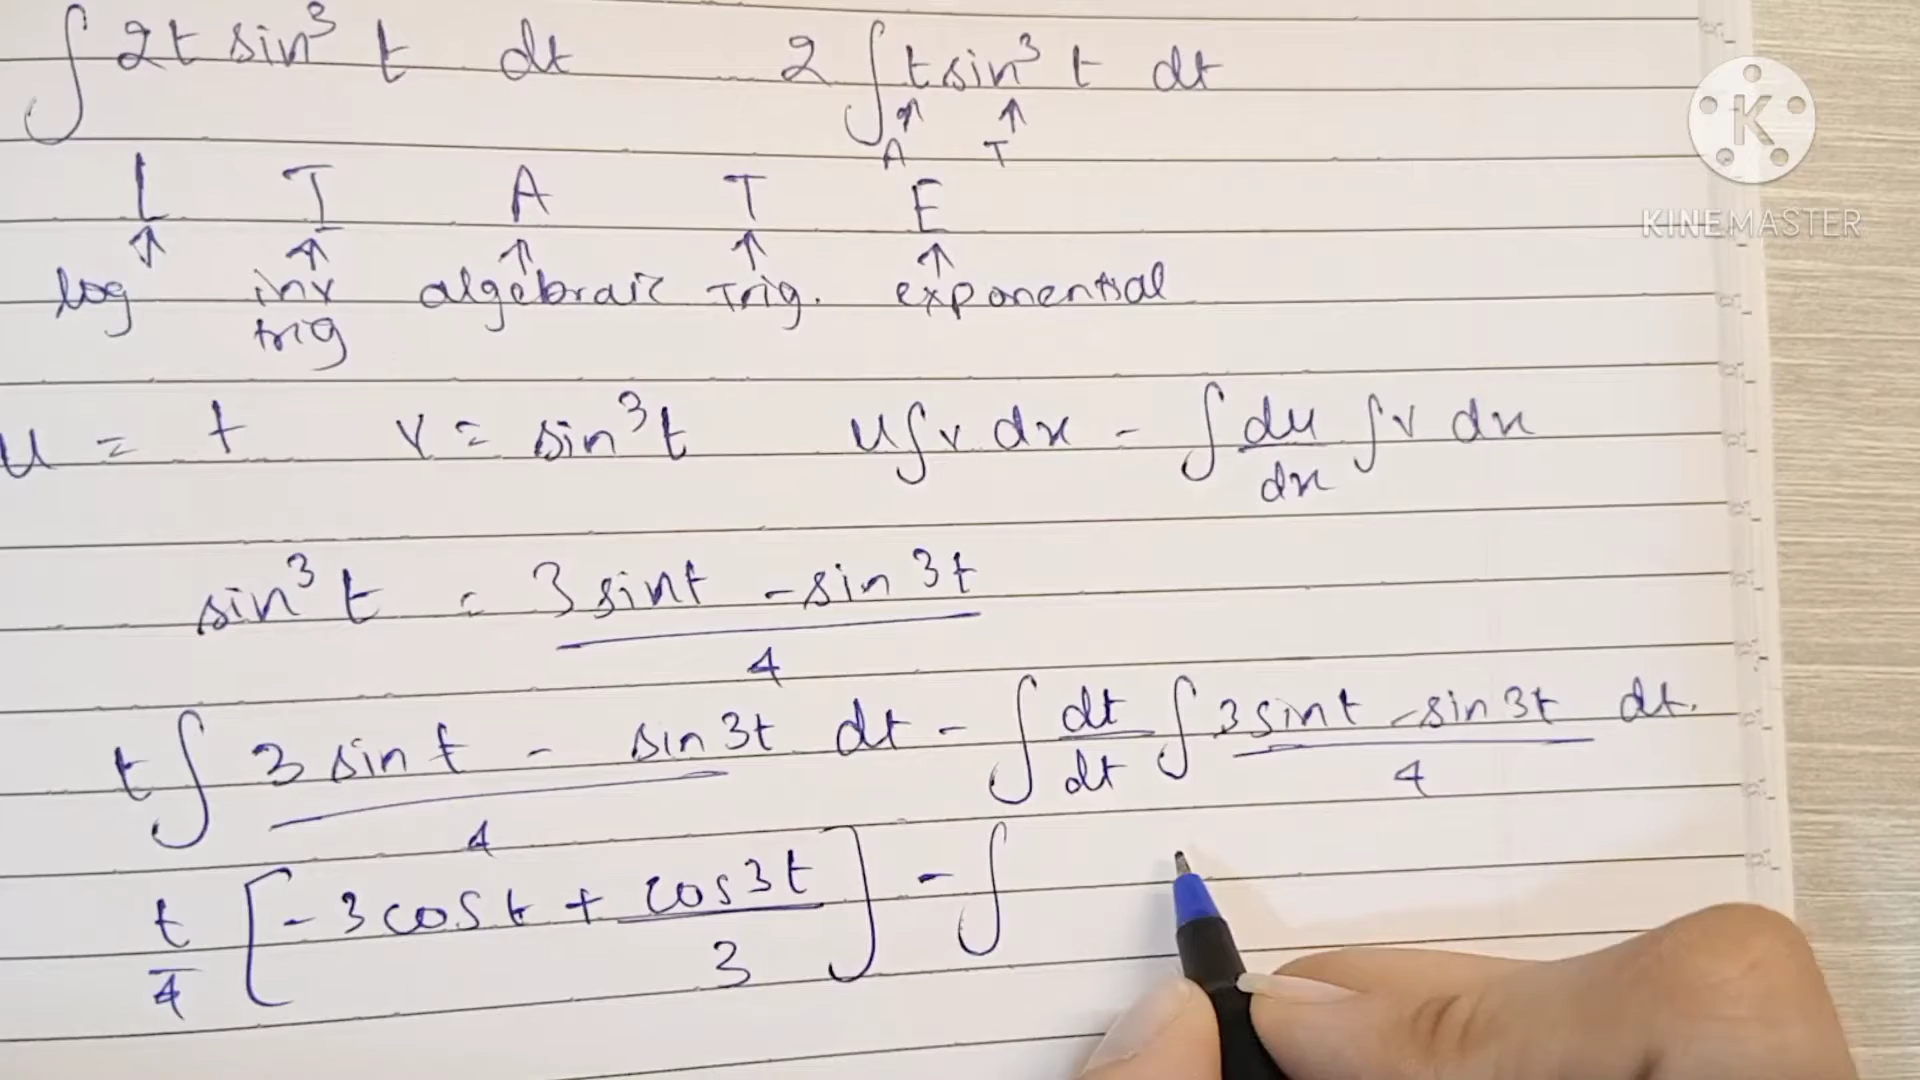 ∫ 2t sin³ t dt 2 ∫ t sin³ t dt
↑ ↑
A T
L I A T E
↑ ↑ ↑ ↑ ↑
log inv trig algebraic Trig. exponential
u = t v = sin³t u∫v dx - ∫ du/dx ∫v dx
sin³ t = 3 sint - sin 3t / 4
t ∫ 3 sin t - sin 3t / 4 dt - ∫ dt/dt ∫ 3 sint - sin 3t / 4 dt.
t/4 [ - 3 cos t + cos 3t / 3 ] - ∫
K
KINEMASTER